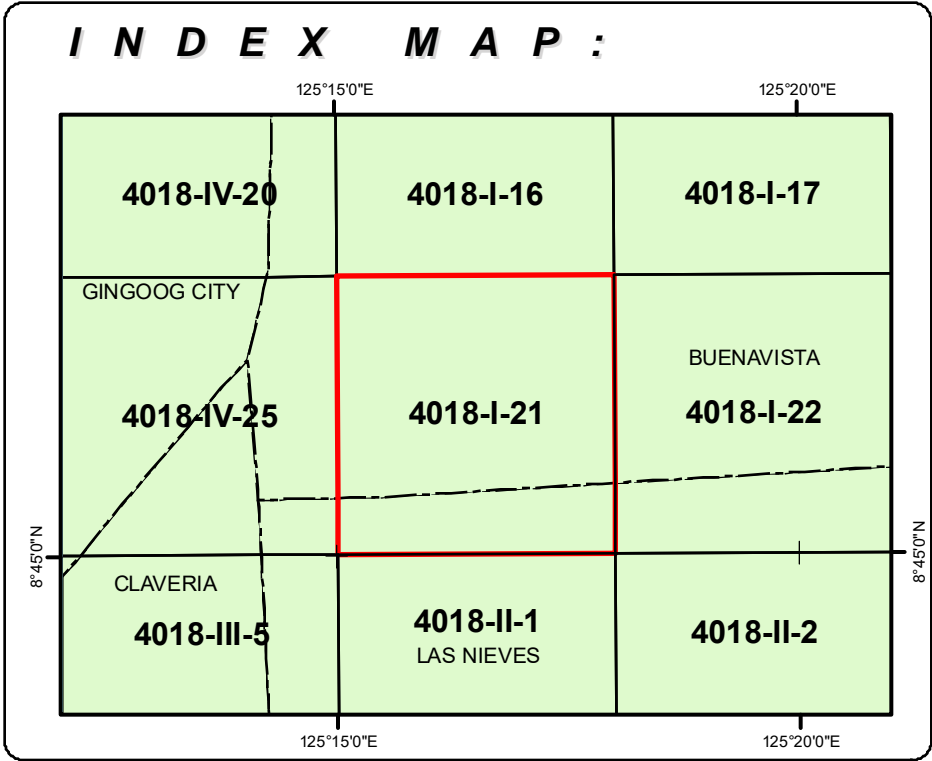 INDEX MAP:
125°15'0"E 125°20'0"E
4018-IV-20 4018-I-16 4018-I-17
GINGOOG CITY
BUENAVISTA
4018-IV-25 4018-I-21 4018-I-22
8°45'0"N 8°45'0"N
CLAVERIA
4018-III-5 4018-II-1 4018-II-2
LAS NIEVES
125°15'0"E 125°20'0"E